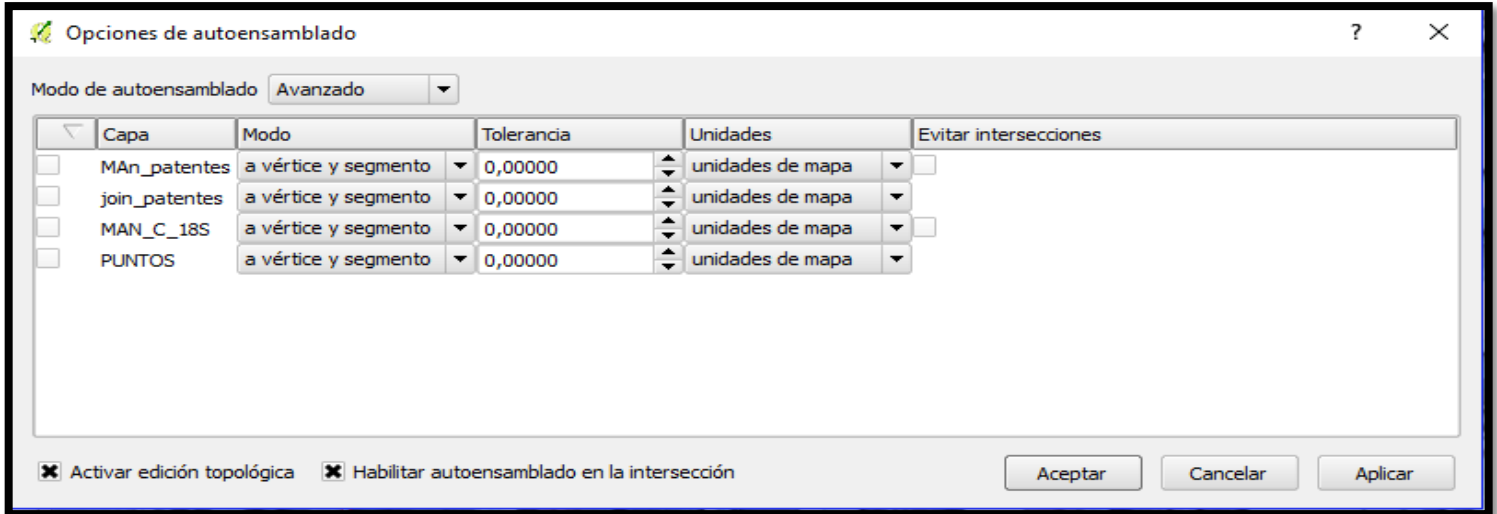 Opciones de autoensamblado ?
Modo de autoensamblado Avanzado
Capa Modo Tolerancia Unidades Evitar intersecciones
MAn_patentes a vértice y segmento 0,00000 unidades de mapa
join_patentes a vértice y segmento 0,00000 unidades de mapa
MAN_C_18S a vértice y segmento 0,00000 unidades de mapa
PUNTOS a vértice y segmento 0,00000 unidades de mapa
Activar edición topológica Habilitar autoensamblado en la intersección Aceptar Cancelar Aplicar